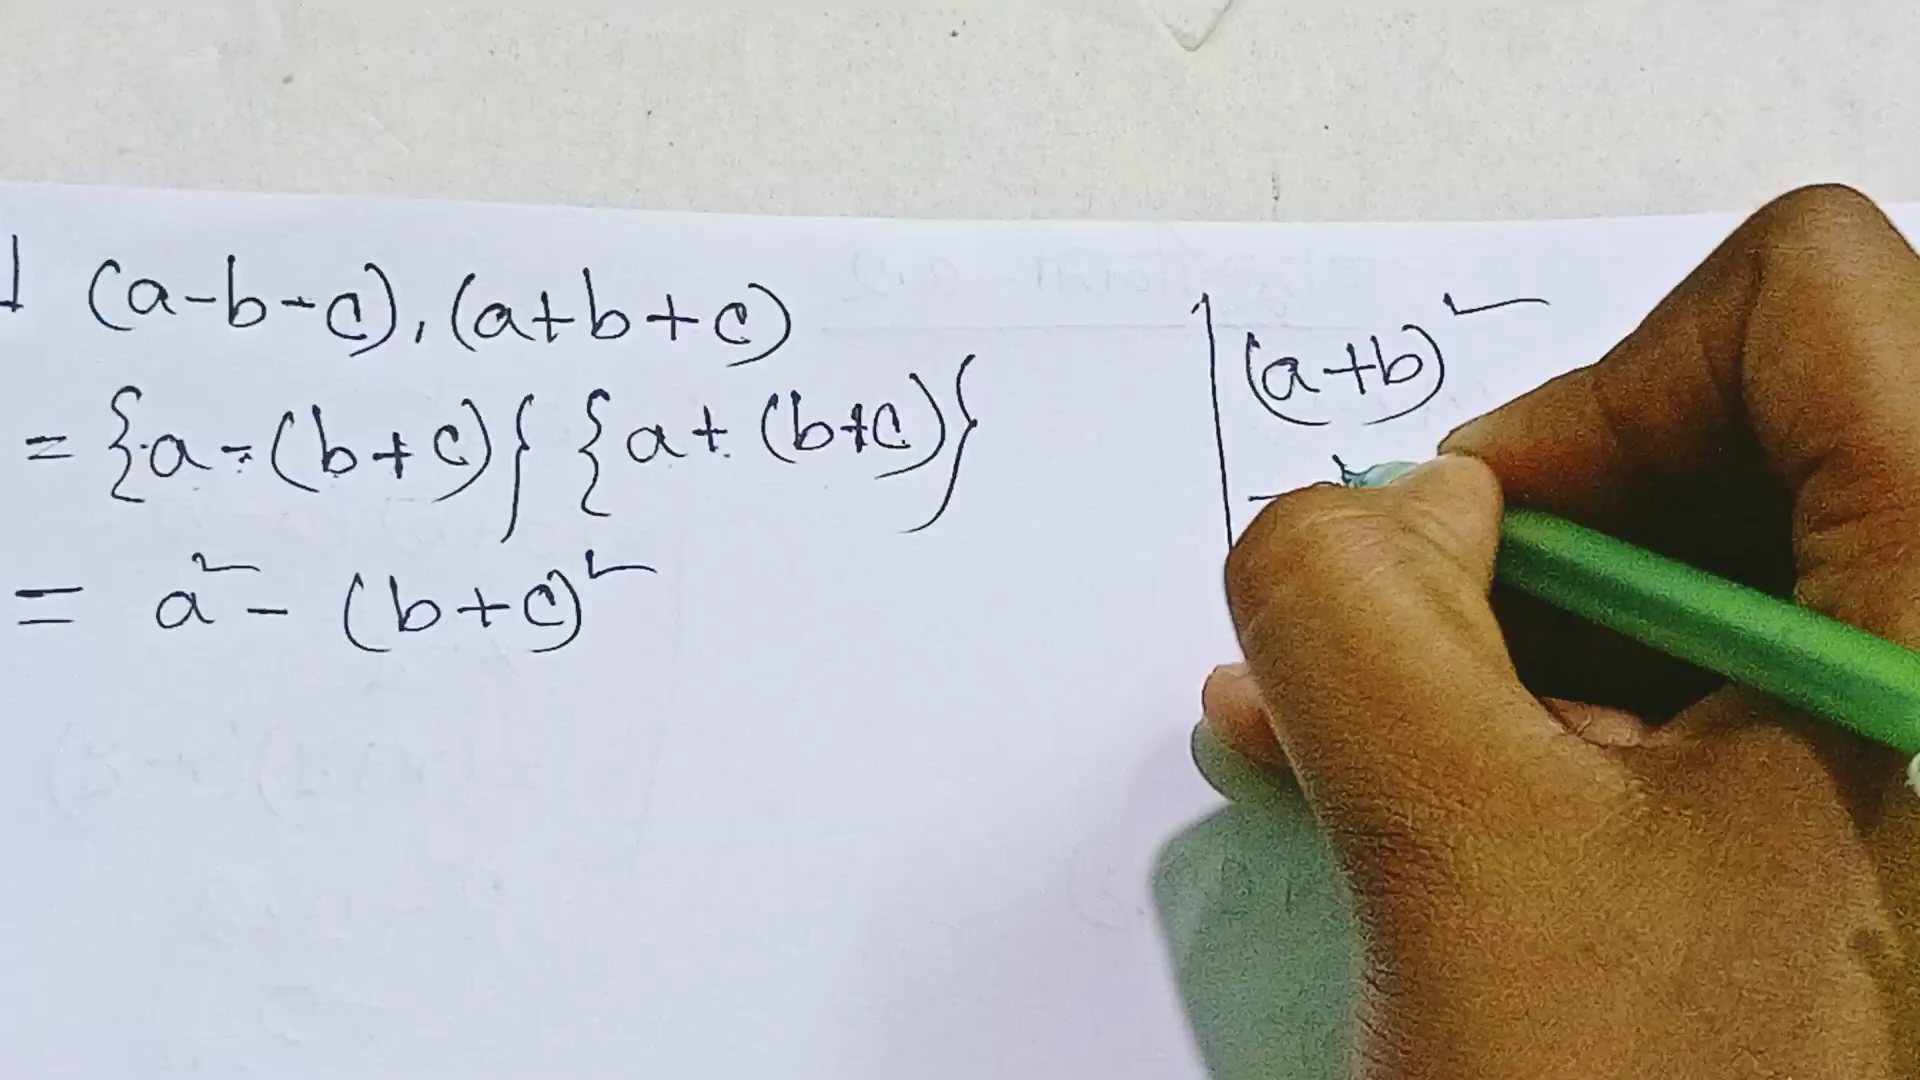 (a-b-c), (a+b+c)
= {a-(b+c)} {a+(b+c)}
= a² - (b+c)²
(a+b)²